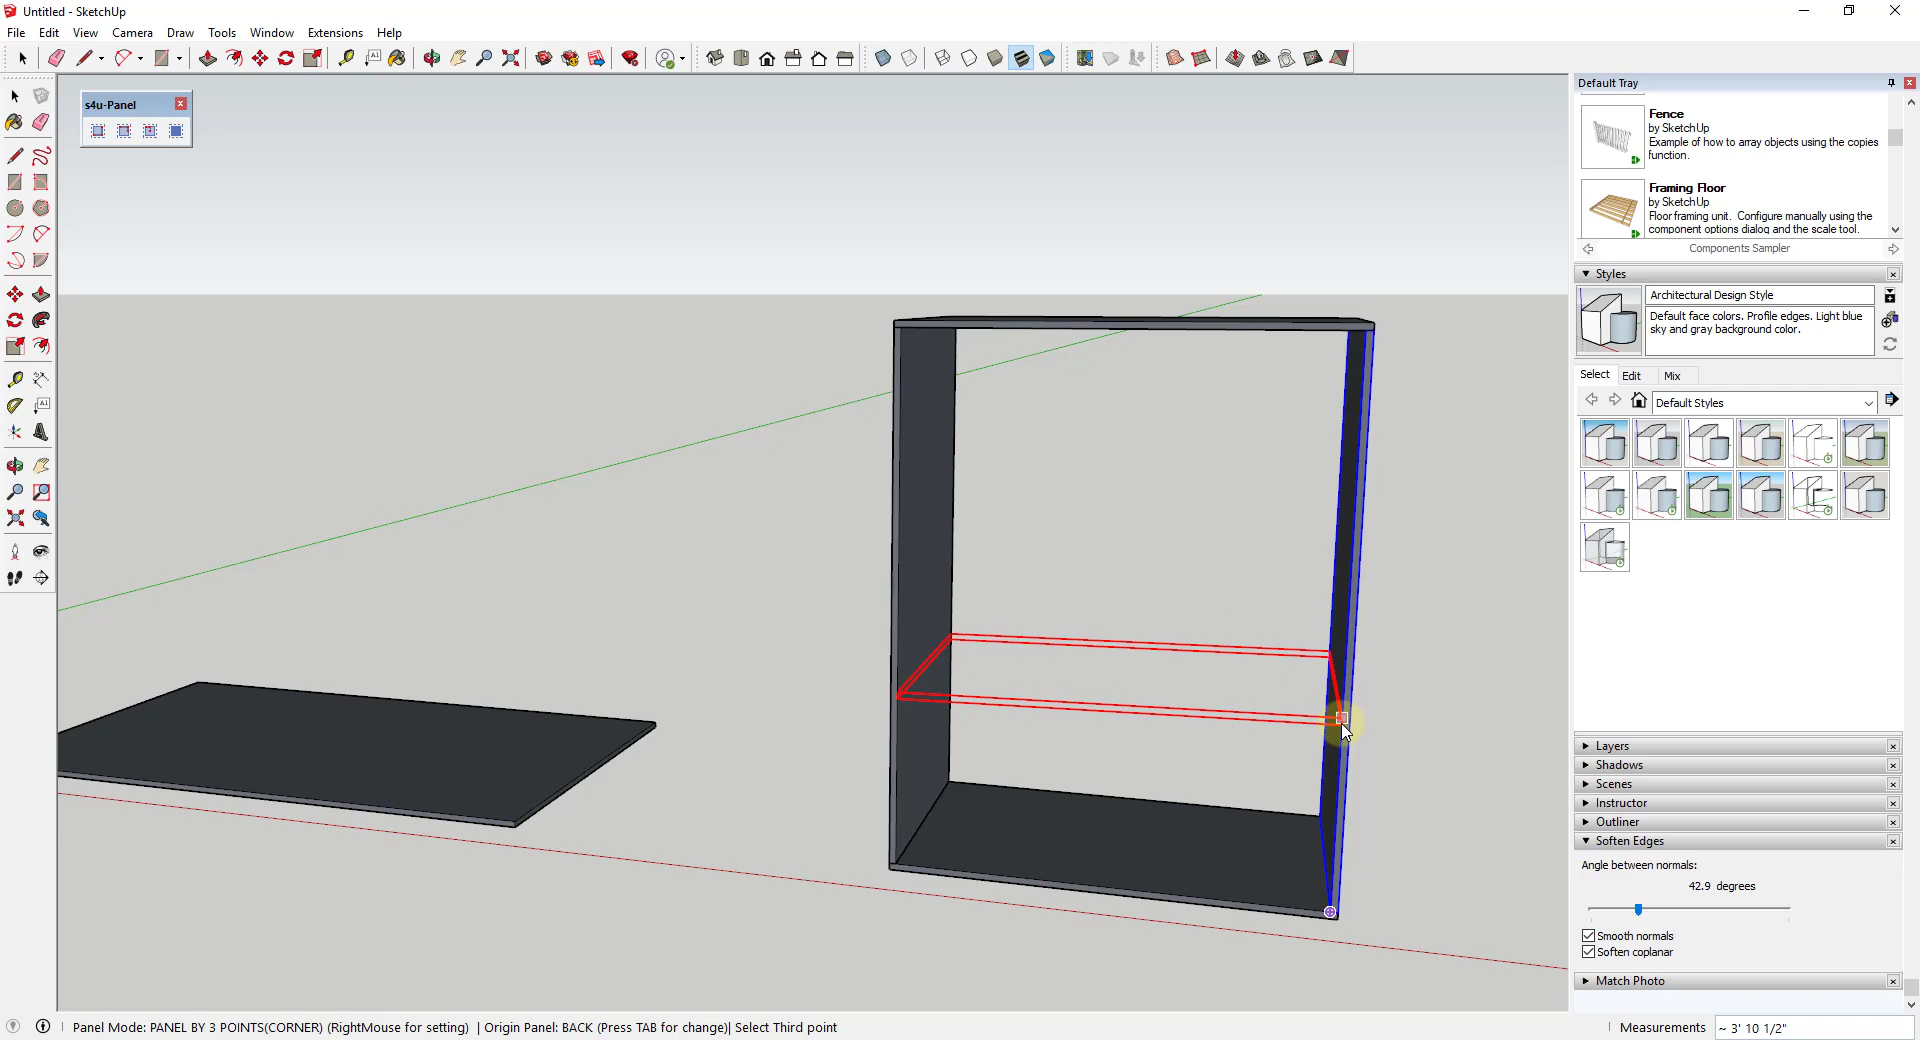 Untitled - SketchUp
File Edit View Camera Draw Tools Window Extensions Help
s4u-Panel
Default Tray
Fence
by SketchUp
Example of how to array objects using the copies
function.
Framing Floor
by SketchUp
Floor framing unit. Configure manually using the
component options dialog and the scale tool.
Components Sampler
Styles
Architectural Design Style
Default face colors. Profile edges. Light blue
sky and gray background color.
Select Edit Mix
Default Styles
Layers
Shadows
Scenes
Instructor
Outliner
Soften Edges
Angle between normals:
42.9 degrees
Smooth normals
Soften coplanar
Match Photo
Panel Mode: PANEL BY 3 POINTS(CORNER) (RightMouse for setting) | Origin Panel: BACK (Press TAB for change)| Select Third point
Measurements ~ 3' 10 1/2"